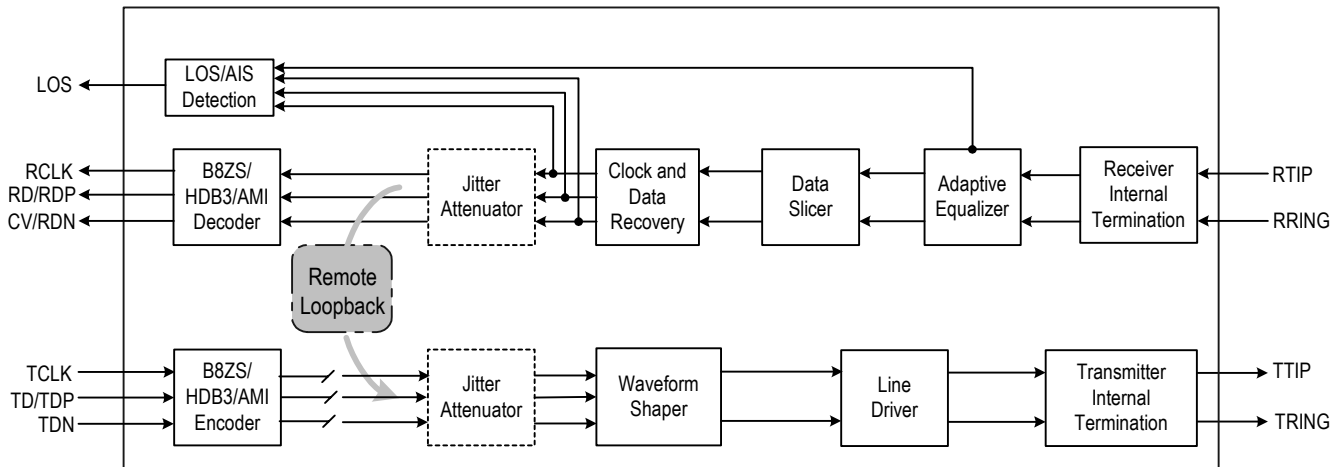 LOS
LOS/AIS
Detection
RCLK
RD/RDP
CV/RDN
B8ZS/
HDB3/AMI
Decoder
Jitter
Attenuator
Clock and
Data
Recovery
Data
Slicer
Adaptive
Equalizer
Receiver
Internal
Termination
RTIP
RRING
Remote
Loopback
TCLK
TD/TDP
TDN
B8ZS/
HDB3/AMI
Encoder
Jitter
Attenuator
Waveform
Shaper
Line
Driver
Transmitter
Internal
Termination
TTIP
TRING